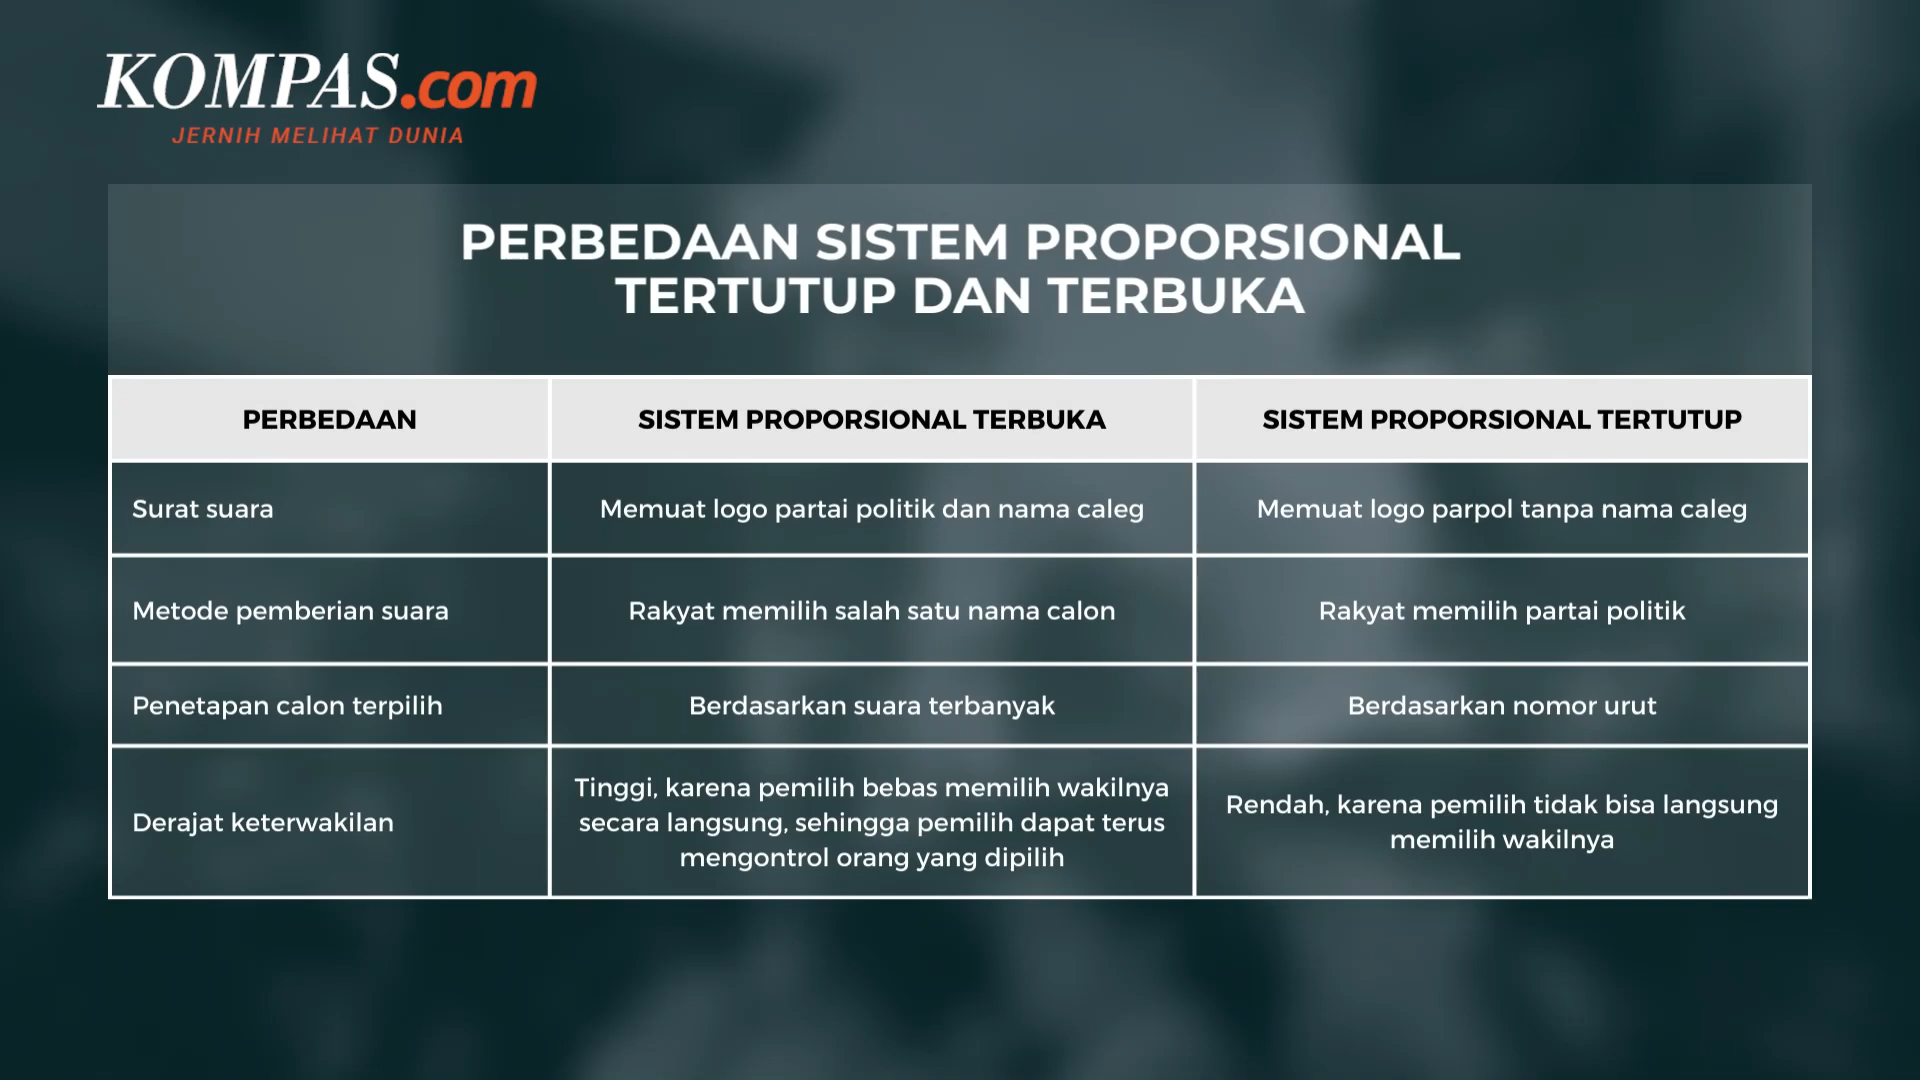 KOMPAS.com
JERNIH MELIHAT DUNIA
PERBEDAAN SISTEM PROPORSIONAL
TERTUTUP DAN TERBUKA
PERBEDAAN
SISTEM PROPORSIONAL TERBUKA
SISTEM PROPORSIONAL TERTUTUP
Surat suara
Memuat logo partai politik dan nama caleg
Memuat logo parpol tanpa nama caleg
Metode pemberian suara
Rakyat memilih salah satu nama calon
Rakyat memilih partai politik
Penetapan calon terpilih
Berdasarkan suara terbanyak
Berdasarkan nomor urut
Derajat keterwakilan
Tinggi, karena pemilih bebas memilih wakilnya
secara langsung, sehingga pemilih dapat terus
mengontrol orang yang dipilih
Rendah, karena pemilih tidak bisa langsung
memilih wakilnya